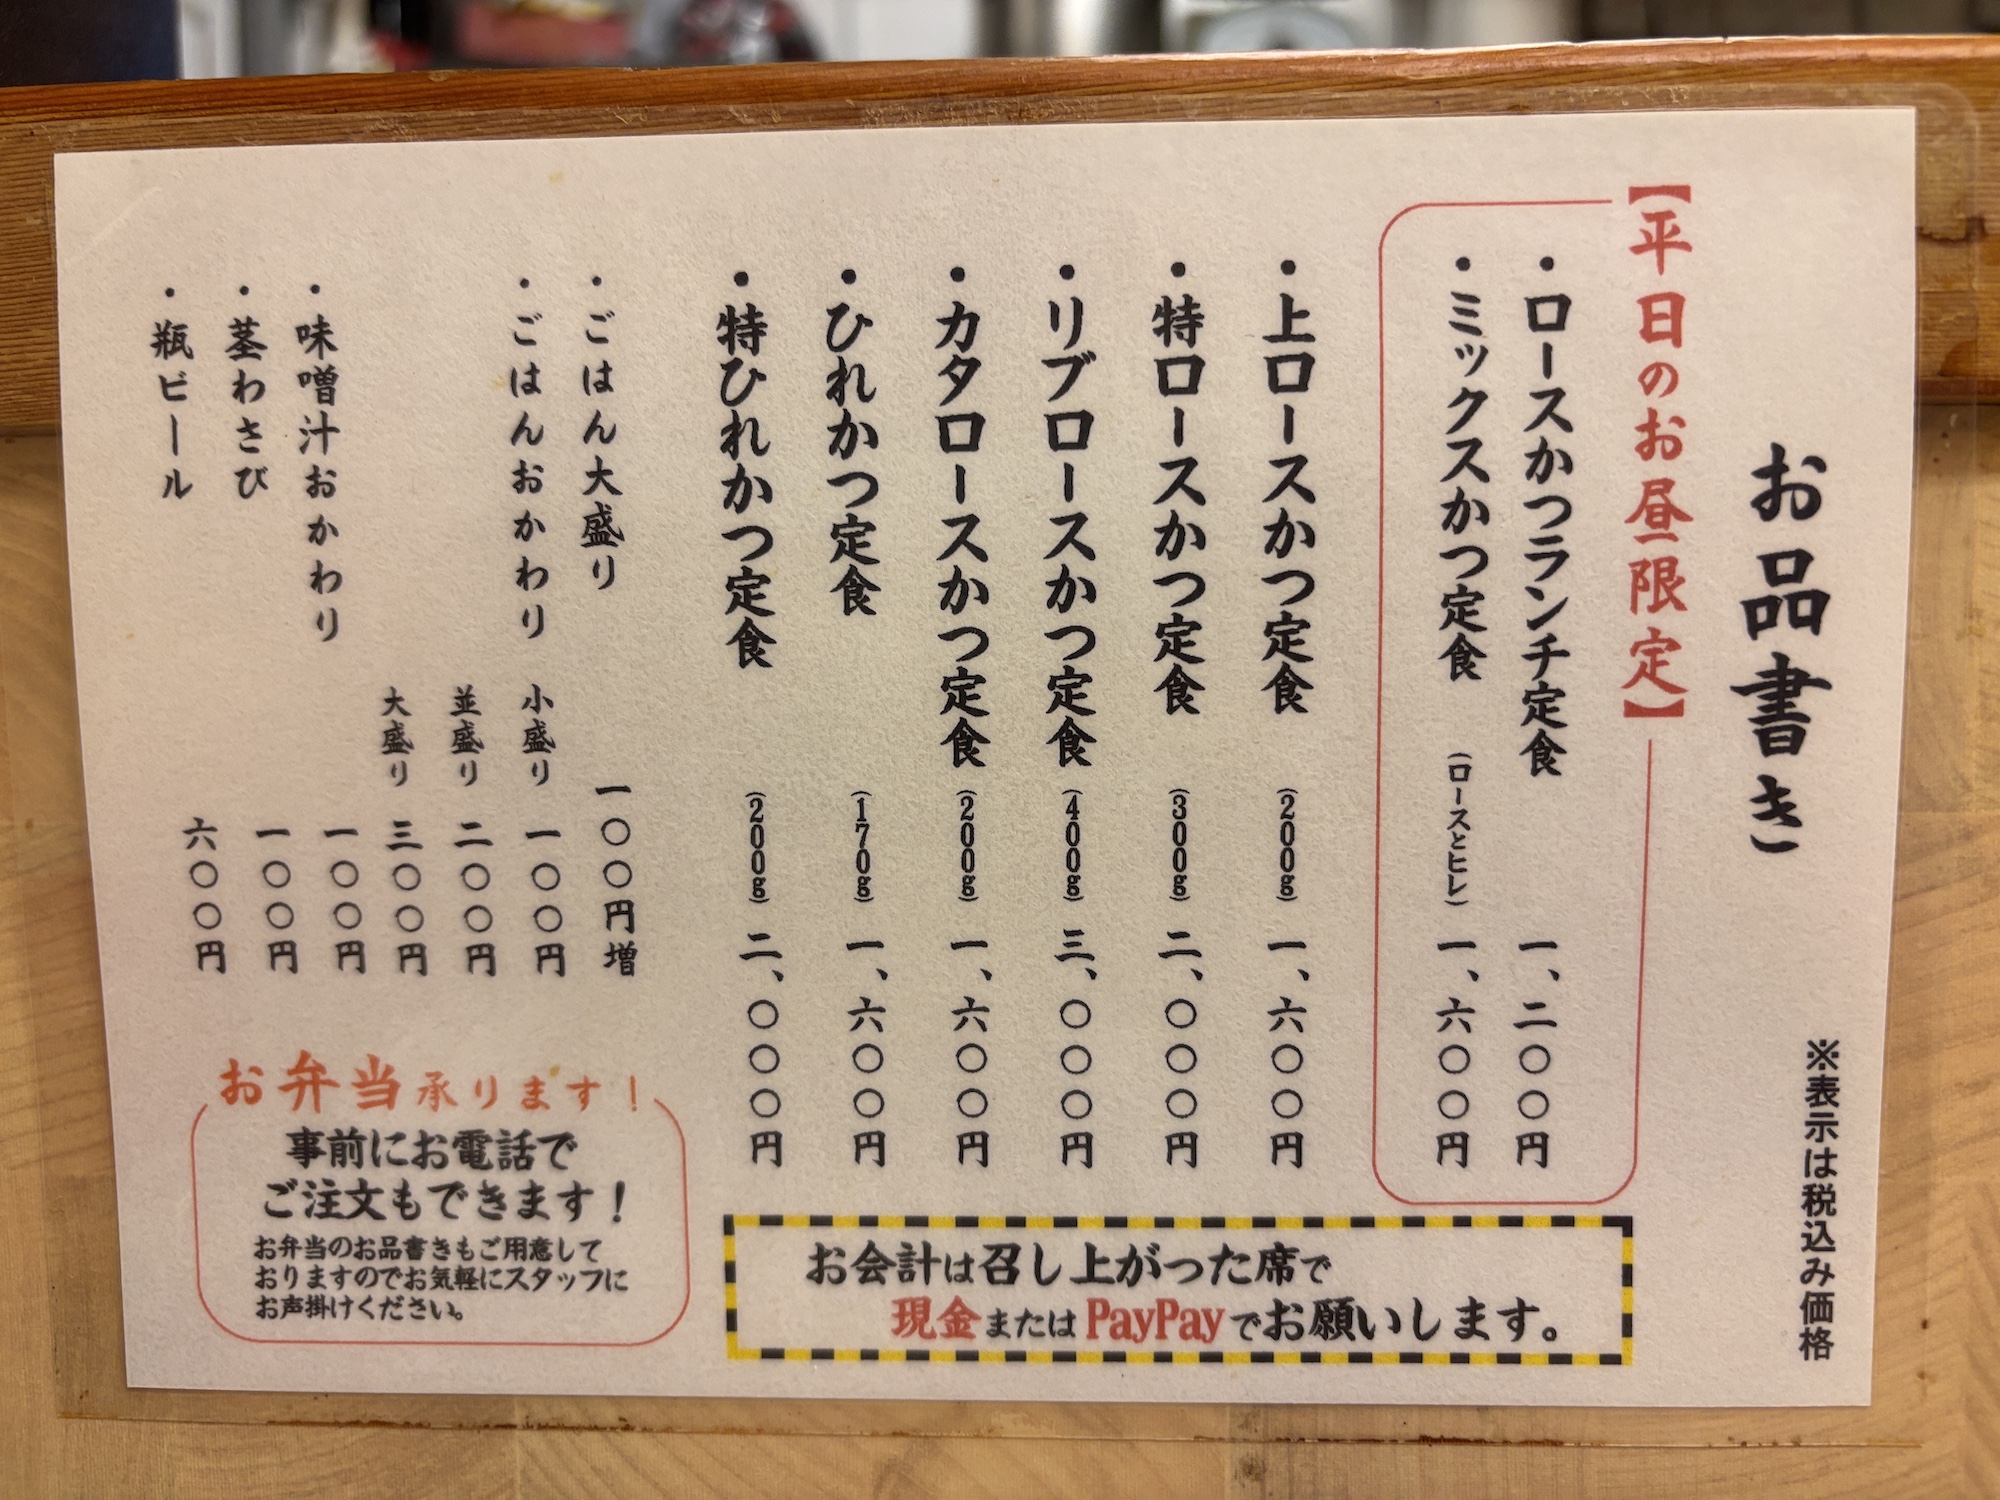 お品書き
※表示は税込み価格
【平日のお昼限定】
・ロースかつランチ定食 一、二〇〇円
・ミックスかつ定食 (ロースとヒレ) 一、六〇〇円
・上ロースかつ定食 (200g) 一、六〇〇円
・特ロースかつ定食 (300g) 二、〇〇〇円
・リブロースかつ定食 (400g) 三、〇〇〇円
・カタロースかつ定食 (200g) 一、六〇〇円
・ひれかつ定食 (170g) 一、六〇〇円
・特ひれかつ定食 (200g) 二、〇〇〇円
・ごはん大盛り 一〇〇円増
・ごはんおかわり 小盛り 一〇〇円
並盛り 二〇〇円
大盛り 三〇〇円
・味噌汁おかわり 一〇〇円
・茎わさび 一〇〇円
・瓶ビール 六〇〇円
お会計は召し上がった席で
現金またはPayPayでお願いします。
お弁当承ります！
事前にお電話で
ご注文もできます！
お弁当のお品書きもご用意して
おりますのでお気軽にスタッフに
お声掛けください。